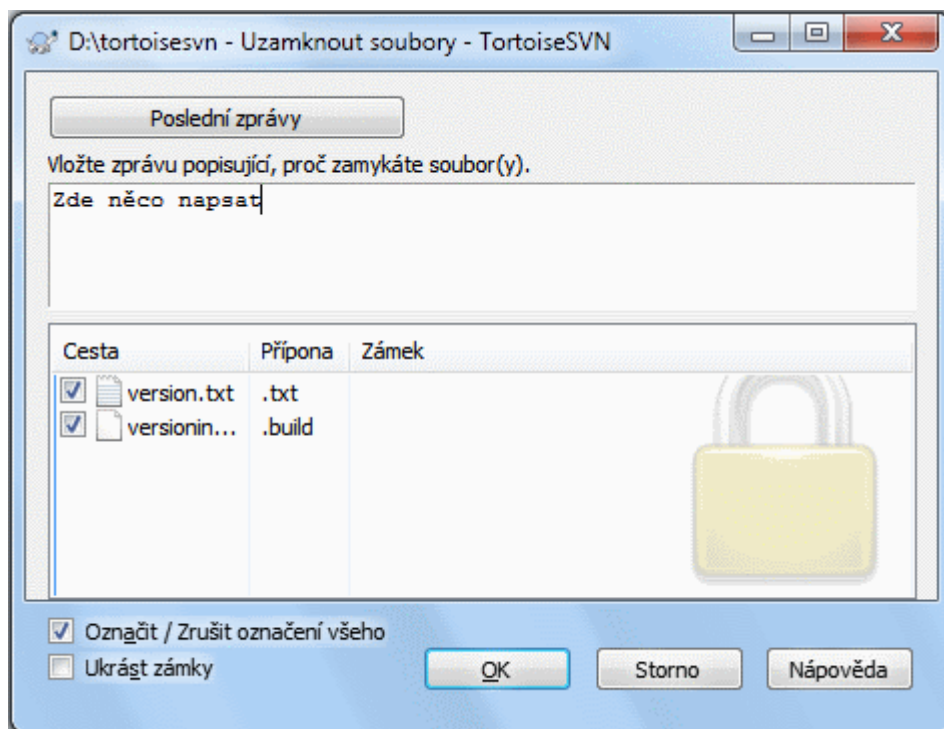 D:\tortoisesvn - Uzamknout soubory - TortoiseSVN
Poslední zprávy
Vložte zprávu popisující, proč zamykáte soubor(y).
Zde něco napsat
Cesta Přípona Zámek
version.txt .txt
versionin... .build
Označit / Zrušit označení všeho
Ukrást zámky OK Storno Nápověda